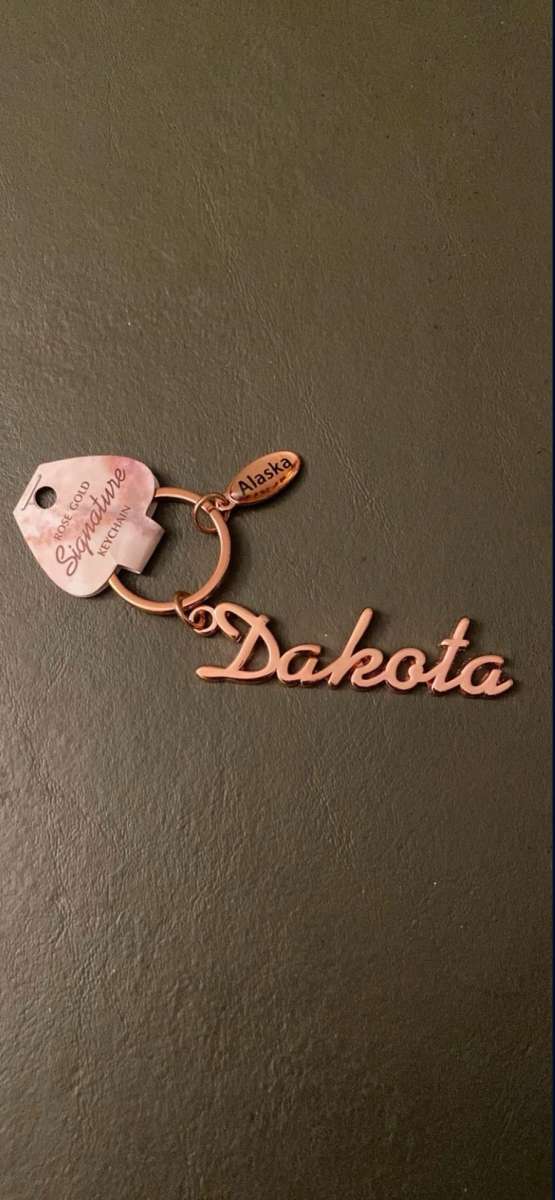 ROSE GOLD
Signature
KEYCHAIN
Alaska
Dakota